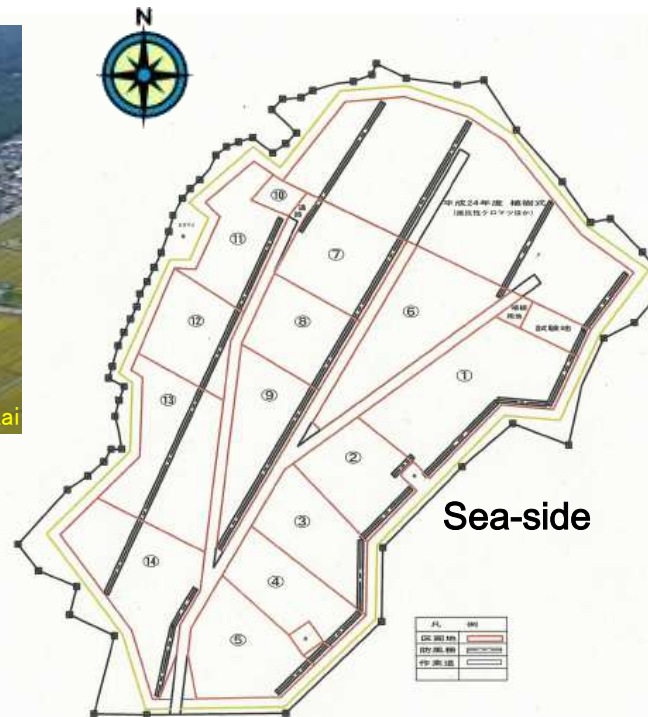 N
平成24年度 植樹式
(抵抗性クロマツほか)
⑩
⑪
⑦
⑫
⑧
⑥
試験地
①
⑬
⑨
ai
②
Sea-side
③
⑭
④
⑤
凡 例
区画地
防風柵
作業道